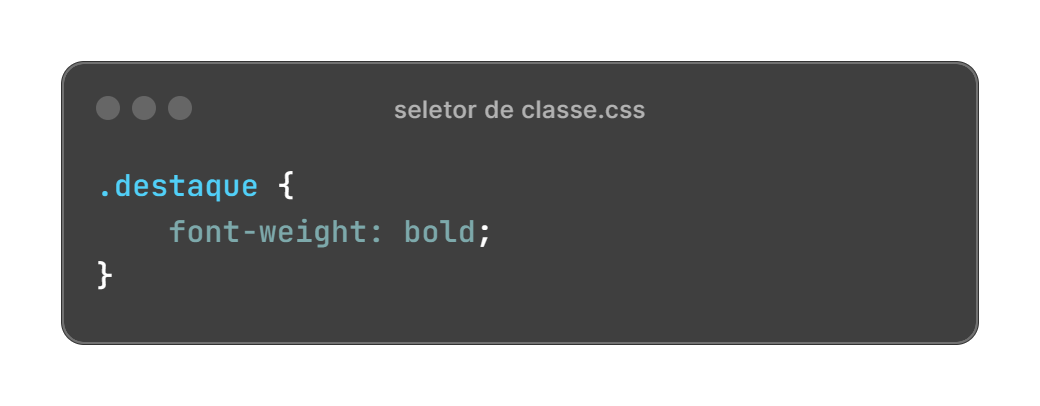 seletor de classe.css
.destaque {
    font-weight: bold;
}